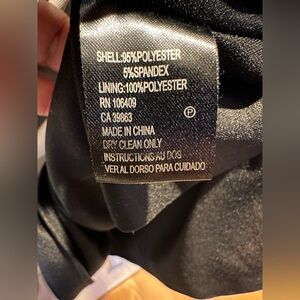 SHELL:95%POLYESTER
5%SPANDEX
LINING:100%POLYESTER
RN 106409
CA 39863
P
MADE IN CHINA
DRY CLEAN ONLY
INSTRUCTIONS AU DOS
VER AL DORSO PARA CUIDADO